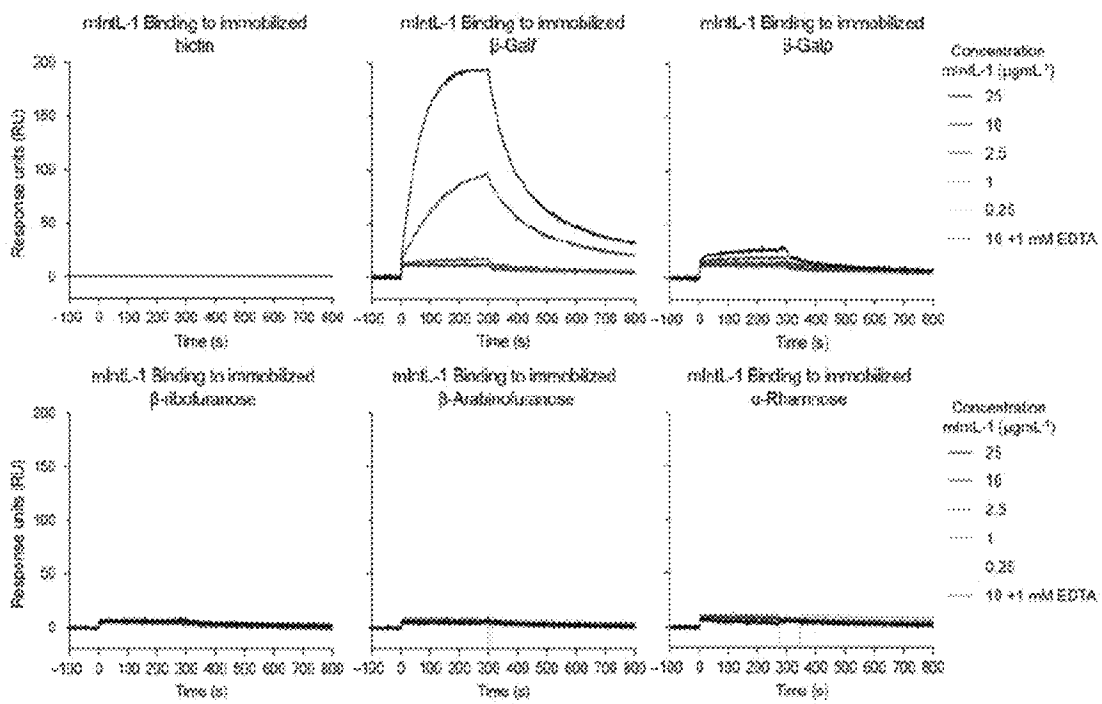 mIntL-1 Binding to immobilized
biotin
mIntL-1 Binding to immobilized
β-Galf
mIntL-1 Binding to immobilized
β-Galp
Response units (RU)
200
150
100
50
0
-100 0 100 200 300 400 500 600 700 800
Time (s)
-100 0 100 200 300 400 500 600 700 800
Time (s)
-100 0 100 200 300 400 500 600 700 800
Time (s)
Concentration
mIntL-1 (μgmL⁻¹)
25
10
2.5
1
0.25
10 +1 mM EDTA
mIntL-1 Binding to immobilized
β-ribofuranose
mIntL-1 Binding to immobilized
β-Arabinofuranose
mIntL-1 Binding to immobilized
α-Rhamnose
Response units (RU)
200
150
100
50
0
-100 0 100 200 300 400 500 600 700 800
Time (s)
-100 0 100 200 300 400 500 600 700 800
Time (s)
-100 0 100 200 300 400 500 600 700 800
Time (s)
Concentration
mIntL-1 (μgmL⁻¹)
25
10
2.5
1
0.25
10 +1 mM EDTA